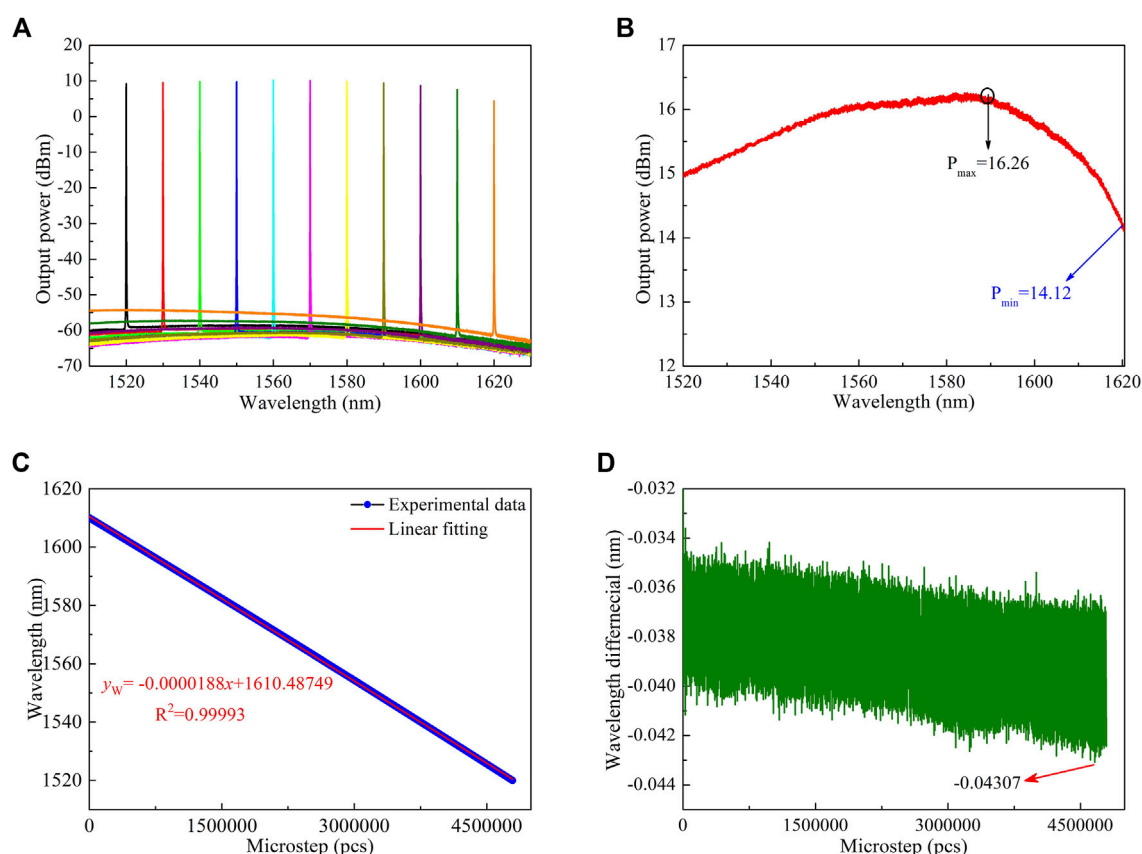 A
20
10
0
-10
-20
-30
-40
-50
-60
-70
Output power (dBm)
1520 1540 1560 1580 1600 1620
Wavelength (nm)
B
17
16
15
14
13
12
Output power (dBm)
Pmax=16.26
Pmin=14.12
1520 1540 1560 1580 1600 1620
Wavelength (nm)
C
1620
1600
1580
1560
1540
1520
Wavelength (nm)
Experimental data
Linear fitting
yW= -0.0000188x+1610.48749
R2=0.99993
0 1500000 3000000 4500000
Microstep (pcs)
D
-0.032
-0.034
-0.036
-0.038
-0.040
-0.042
-0.044
Wavelength differnecial (nm)
-0.04307
0 1500000 3000000 4500000
Microstep (pcs)